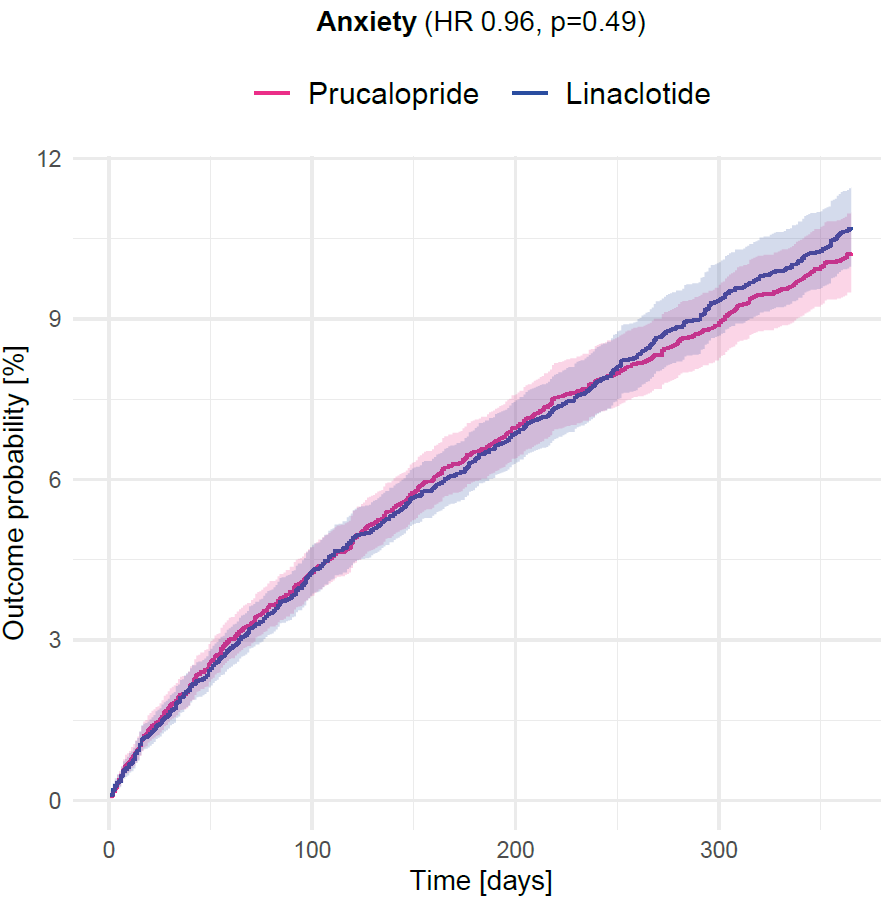 Anxiety (HR 0.96, p=0.49)
Prucalopride Linaclotide
12
9
6
3
0
Outcome probability [%]
0 100 200 300
Time [days]